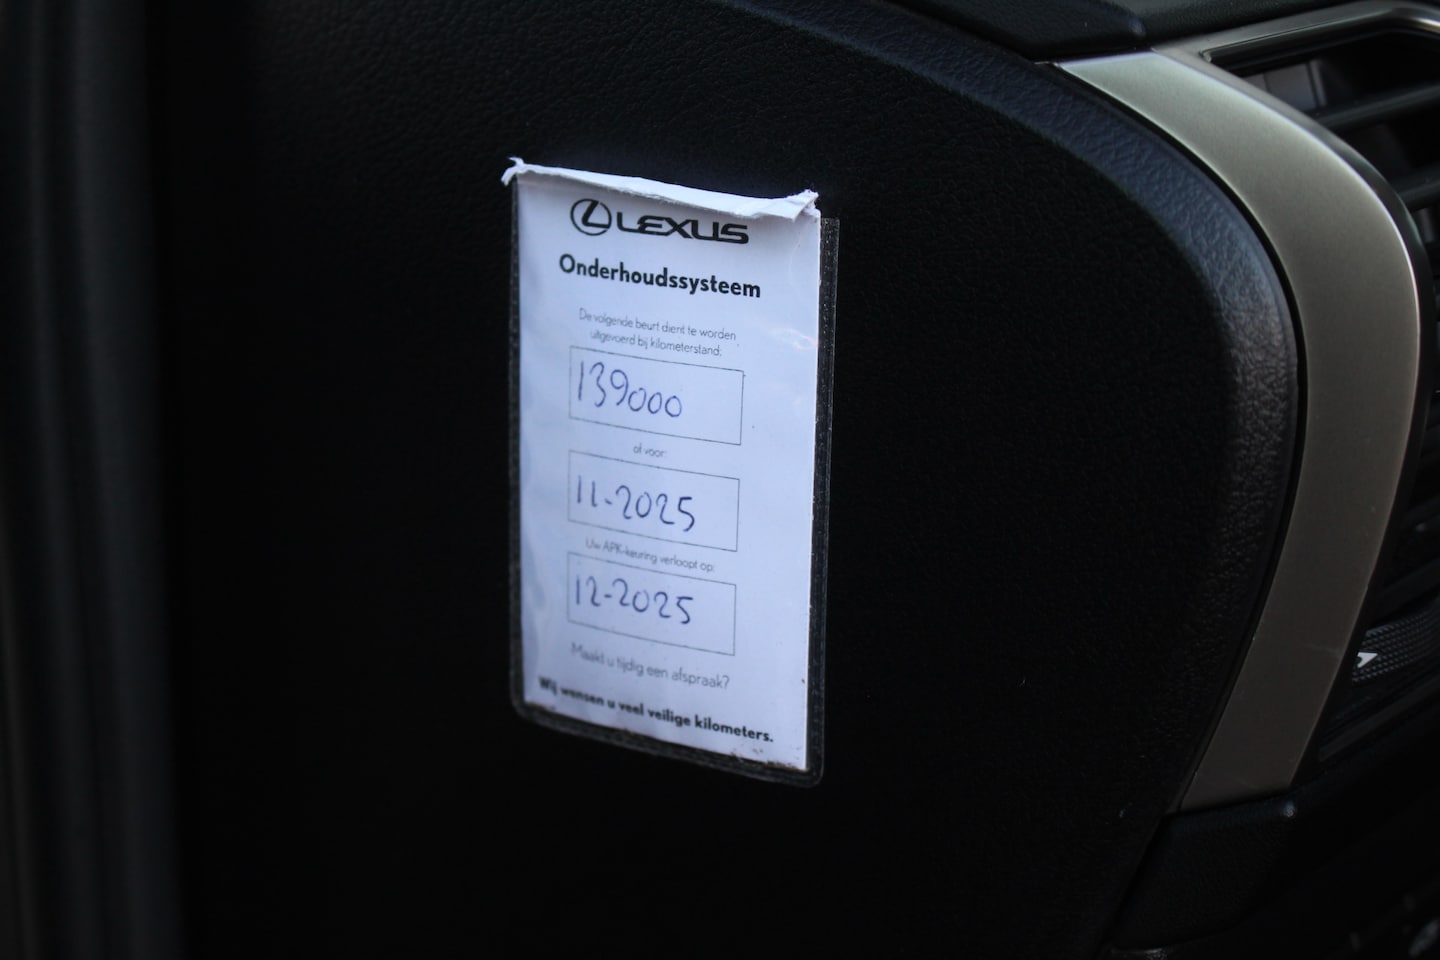 LEXUS
Onderhoudssysteem
De volgende beurt dient te worden
uitgevoerd bij kilometerstand:
139000
of voor:
11-2025
Uw APK-keuring verloopt op:
12-2025
Maakt u tijdig een afspraak?
Wij wensen u veel veilige kilometers.